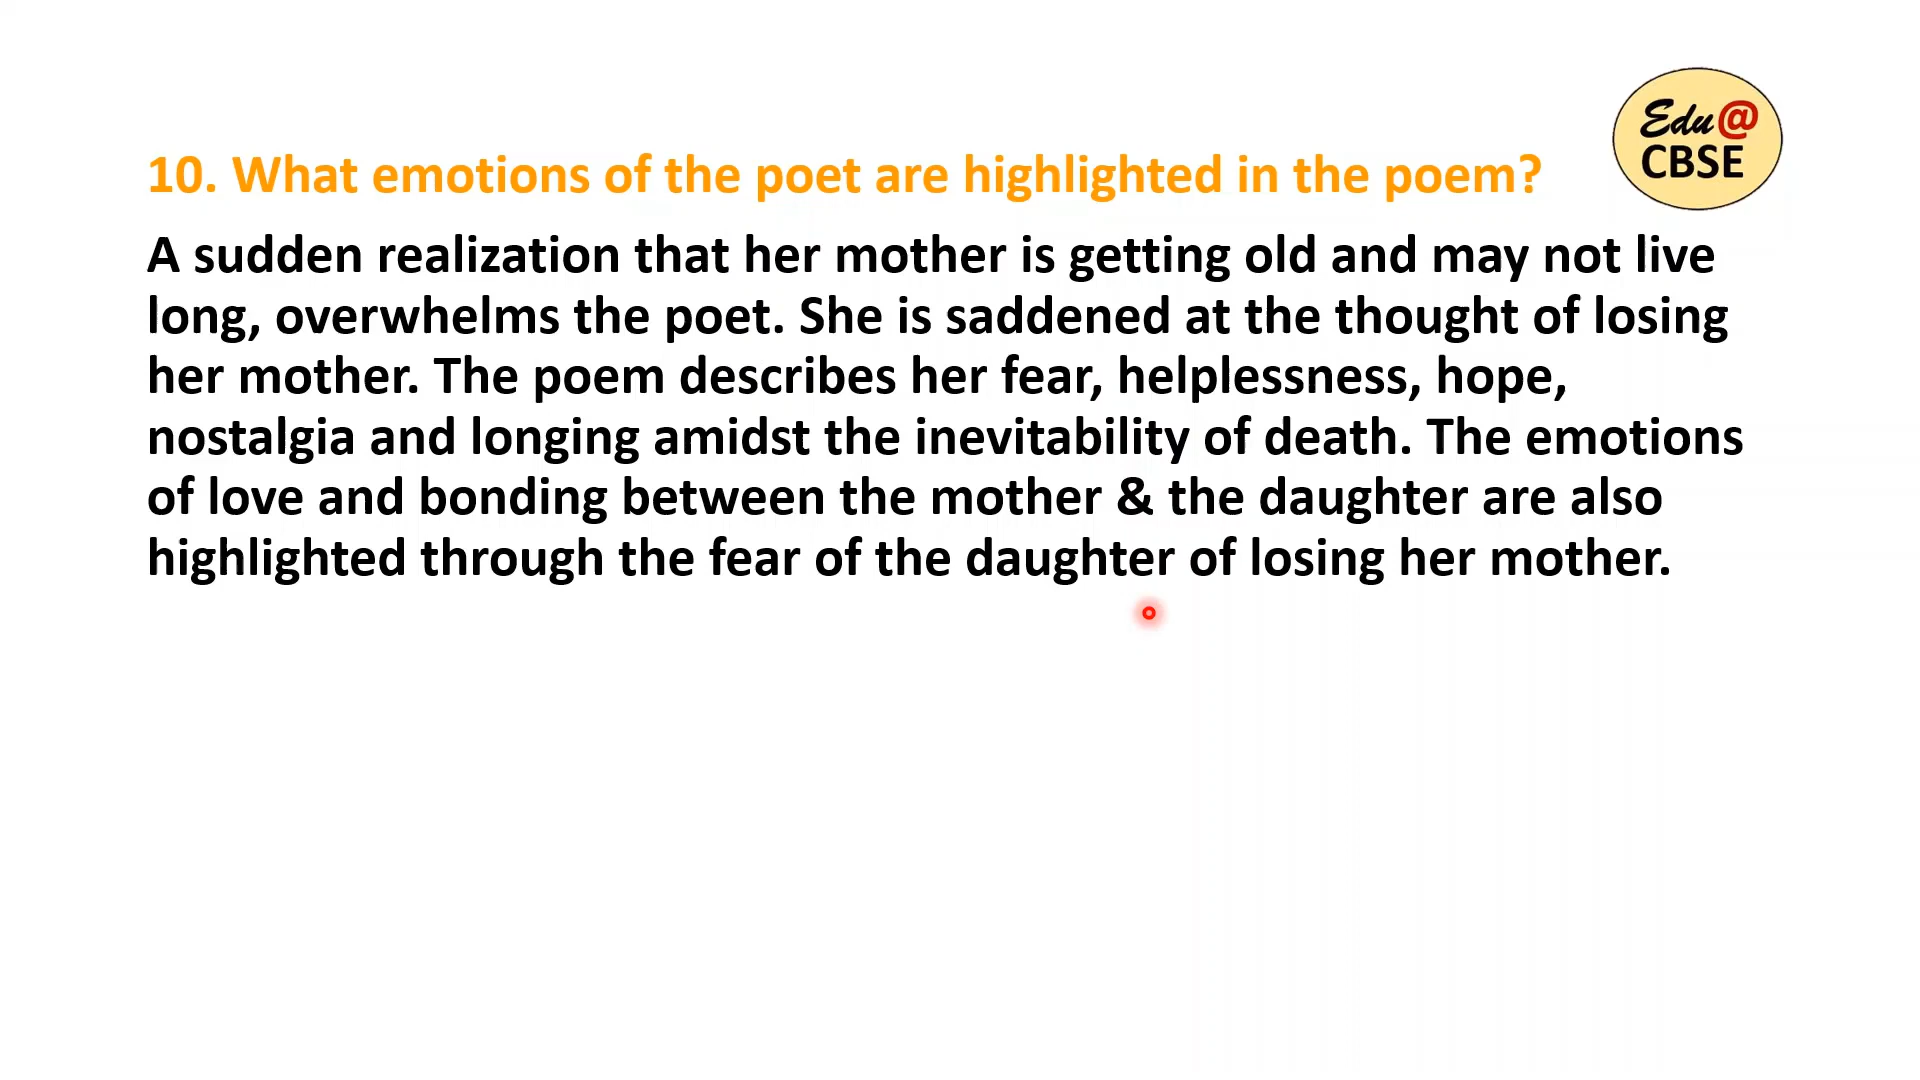 Edu@
CBSE
10. What emotions of the poet are highlighted in the poem?
A sudden realization that her mother is getting old and may not live
long, overwhelms the poet. She is saddened at the thought of losing
her mother. The poem describes her fear, helplessness, hope,
nostalgia and longing amidst the inevitability of death. The emotions
of love and bonding between the mother & the daughter are also
highlighted through the fear of the daughter of losing her mother.